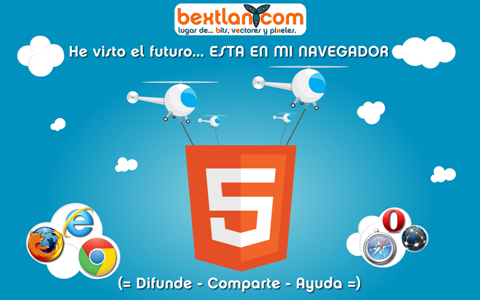 bextlan.com
lugar de... bits, vectores y pixeles.
He visto el futuro... ESTA EN MI NAVEGADOR
5
(= Difunde - Comparte - Ayuda =)